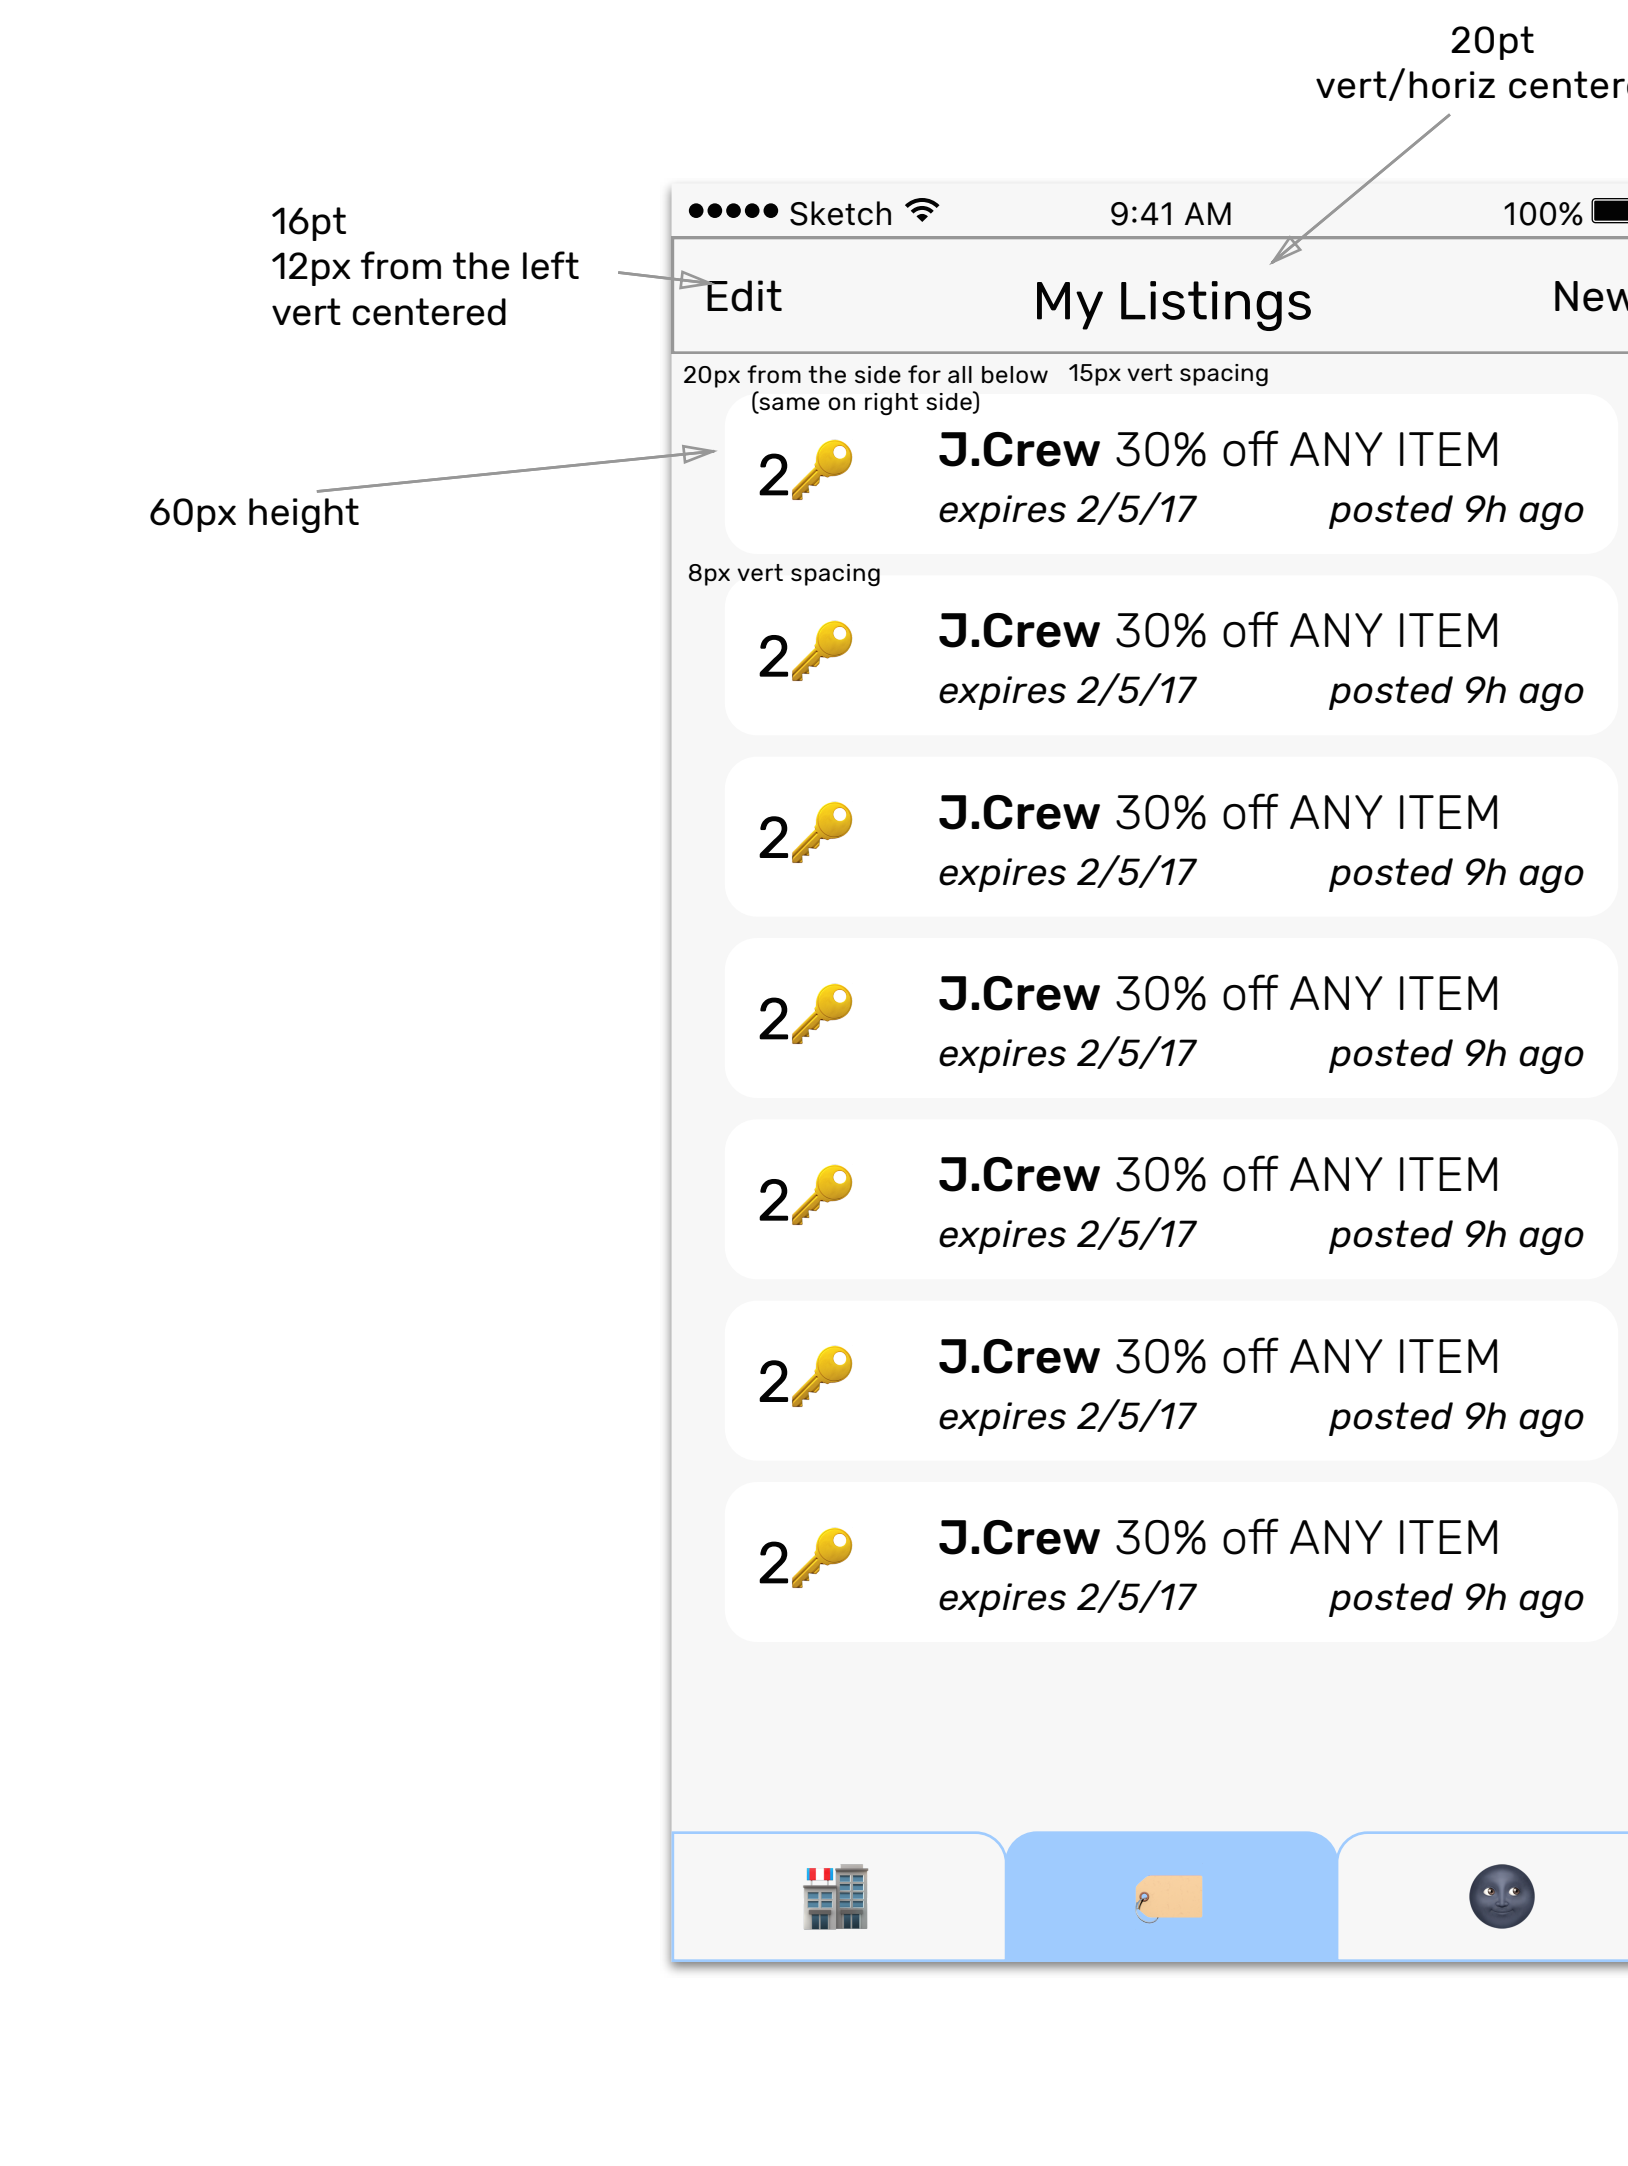 20pt
vert/horiz center
16pt
12px from the left
vert centered
Sketch 9:41 AM 100%
Edit My Listings New
20px from the side for all below 15px vert spacing
(same on right side)
60px height
2 J.Crew 30% off ANY ITEM
expires 2/5/17 posted 9h ago
8px vert spacing
2 J.Crew 30% off ANY ITEM
expires 2/5/17 posted 9h ago
2 J.Crew 30% off ANY ITEM
expires 2/5/17 posted 9h ago
2 J.Crew 30% off ANY ITEM
expires 2/5/17 posted 9h ago
2 J.Crew 30% off ANY ITEM
expires 2/5/17 posted 9h ago
2 J.Crew 30% off ANY ITEM
expires 2/5/17 posted 9h ago
2 J.Crew 30% off ANY ITEM
expires 2/5/17 posted 9h ago